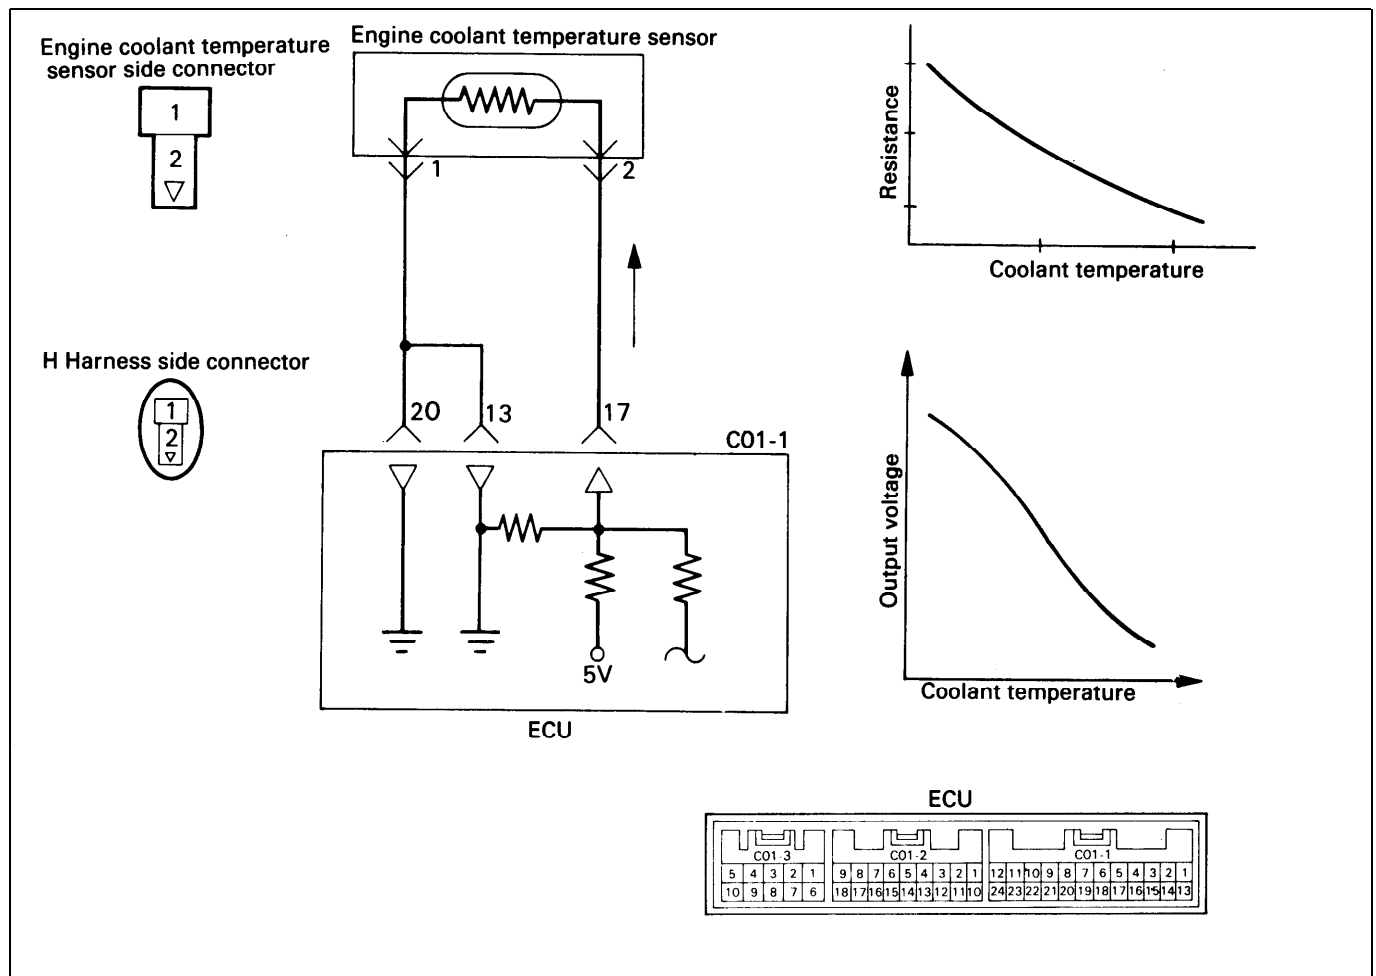 Engine coolant temperature
sensor side connector
1
2
Engine coolant temperature sensor
1
2
H Harness side connector
1
2
20
13
17
C01-1
5V
ECU
Resistance
Coolant temperature
Output voltage
Coolant temperature
ECU
C01-3
C01-2
C01-1
5 4 3 2 1
9 8 7 6 5 4 3 2 1
12 11 10 9 8 7 6 5 4 3 2 1
10 9 8 7 6
18 17 16 15 14 13 12 11 10
24 23 22 21 20 19 18 17 16 15 14 13